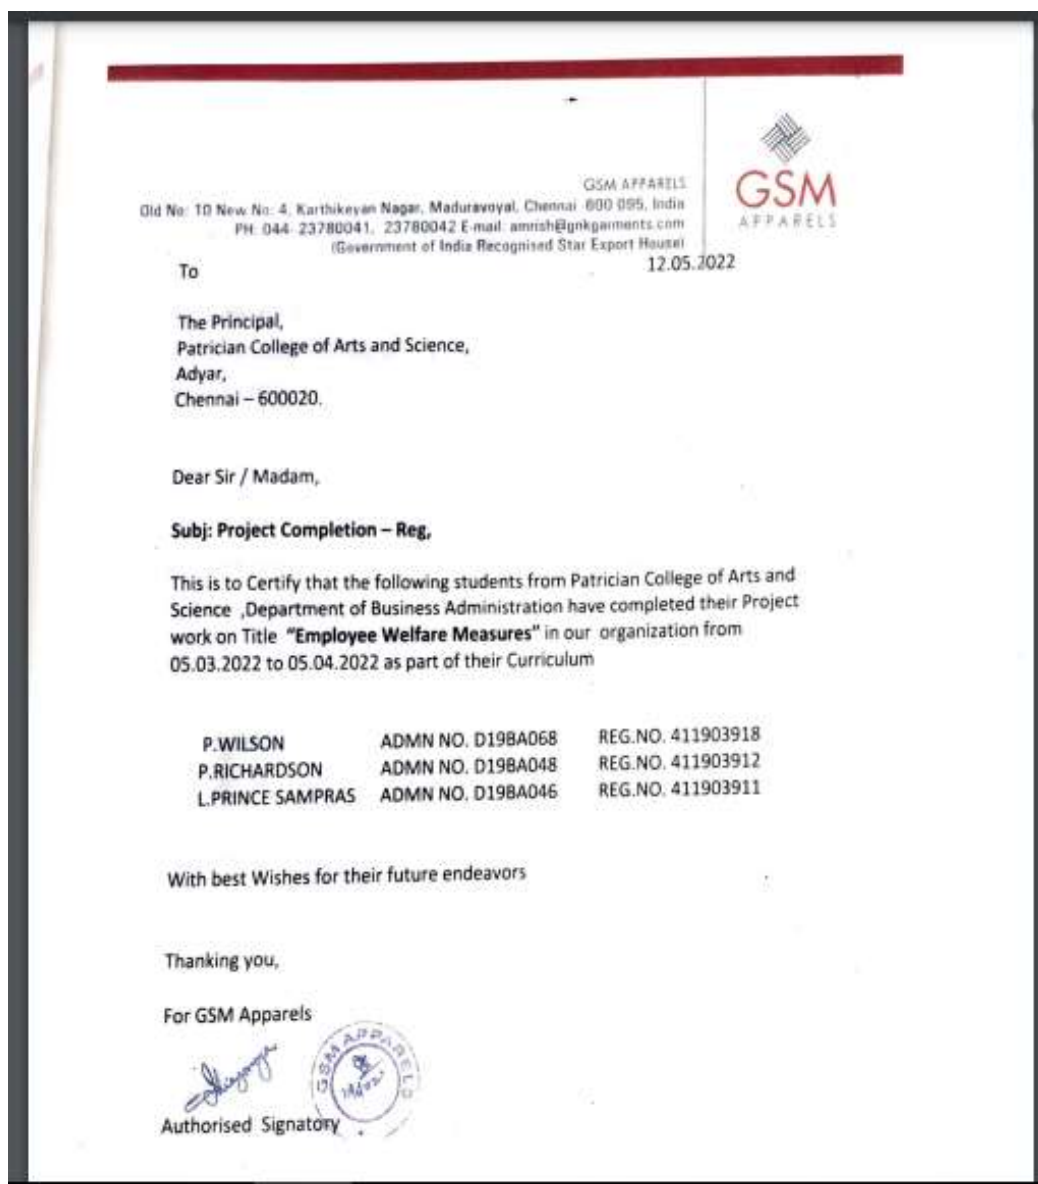 GSM APPARELS
Old No: 10 New No: 4, Karthikeyan Nagar, Maduravoyal, Chennai -600 095, India
PH: 044- 23780041, 23780042 E-mail: amrish@gnkgarments.com
(Government of India Recognised Star Export House)
GSM
APPARELS
12.05.2022
To
The Principal,
Patrician College of Arts and Science,
Adyar,
Chennai – 600020.
Dear Sir / Madam,
Subj: Project Completion – Reg,
This is to Certify that the following students from Patrician College of Arts and
Science ,Department of Business Administration have completed their Project
work on Title "Employee Welfare Measures" in our organization from
05.03.2022 to 05.04.2022 as part of their Curriculum
P.WILSON ADMN NO. D19BA068 REG.NO. 411903918
P.RICHARDSON ADMN NO. D19BA048 REG.NO. 411903912
L.PRINCE SAMPRAS ADMN NO. D19BA046 REG.NO. 411903911
With best Wishes for their future endeavors
Thanking you,
For GSM Apparels
GSM APPARELS
Authorised Signatory